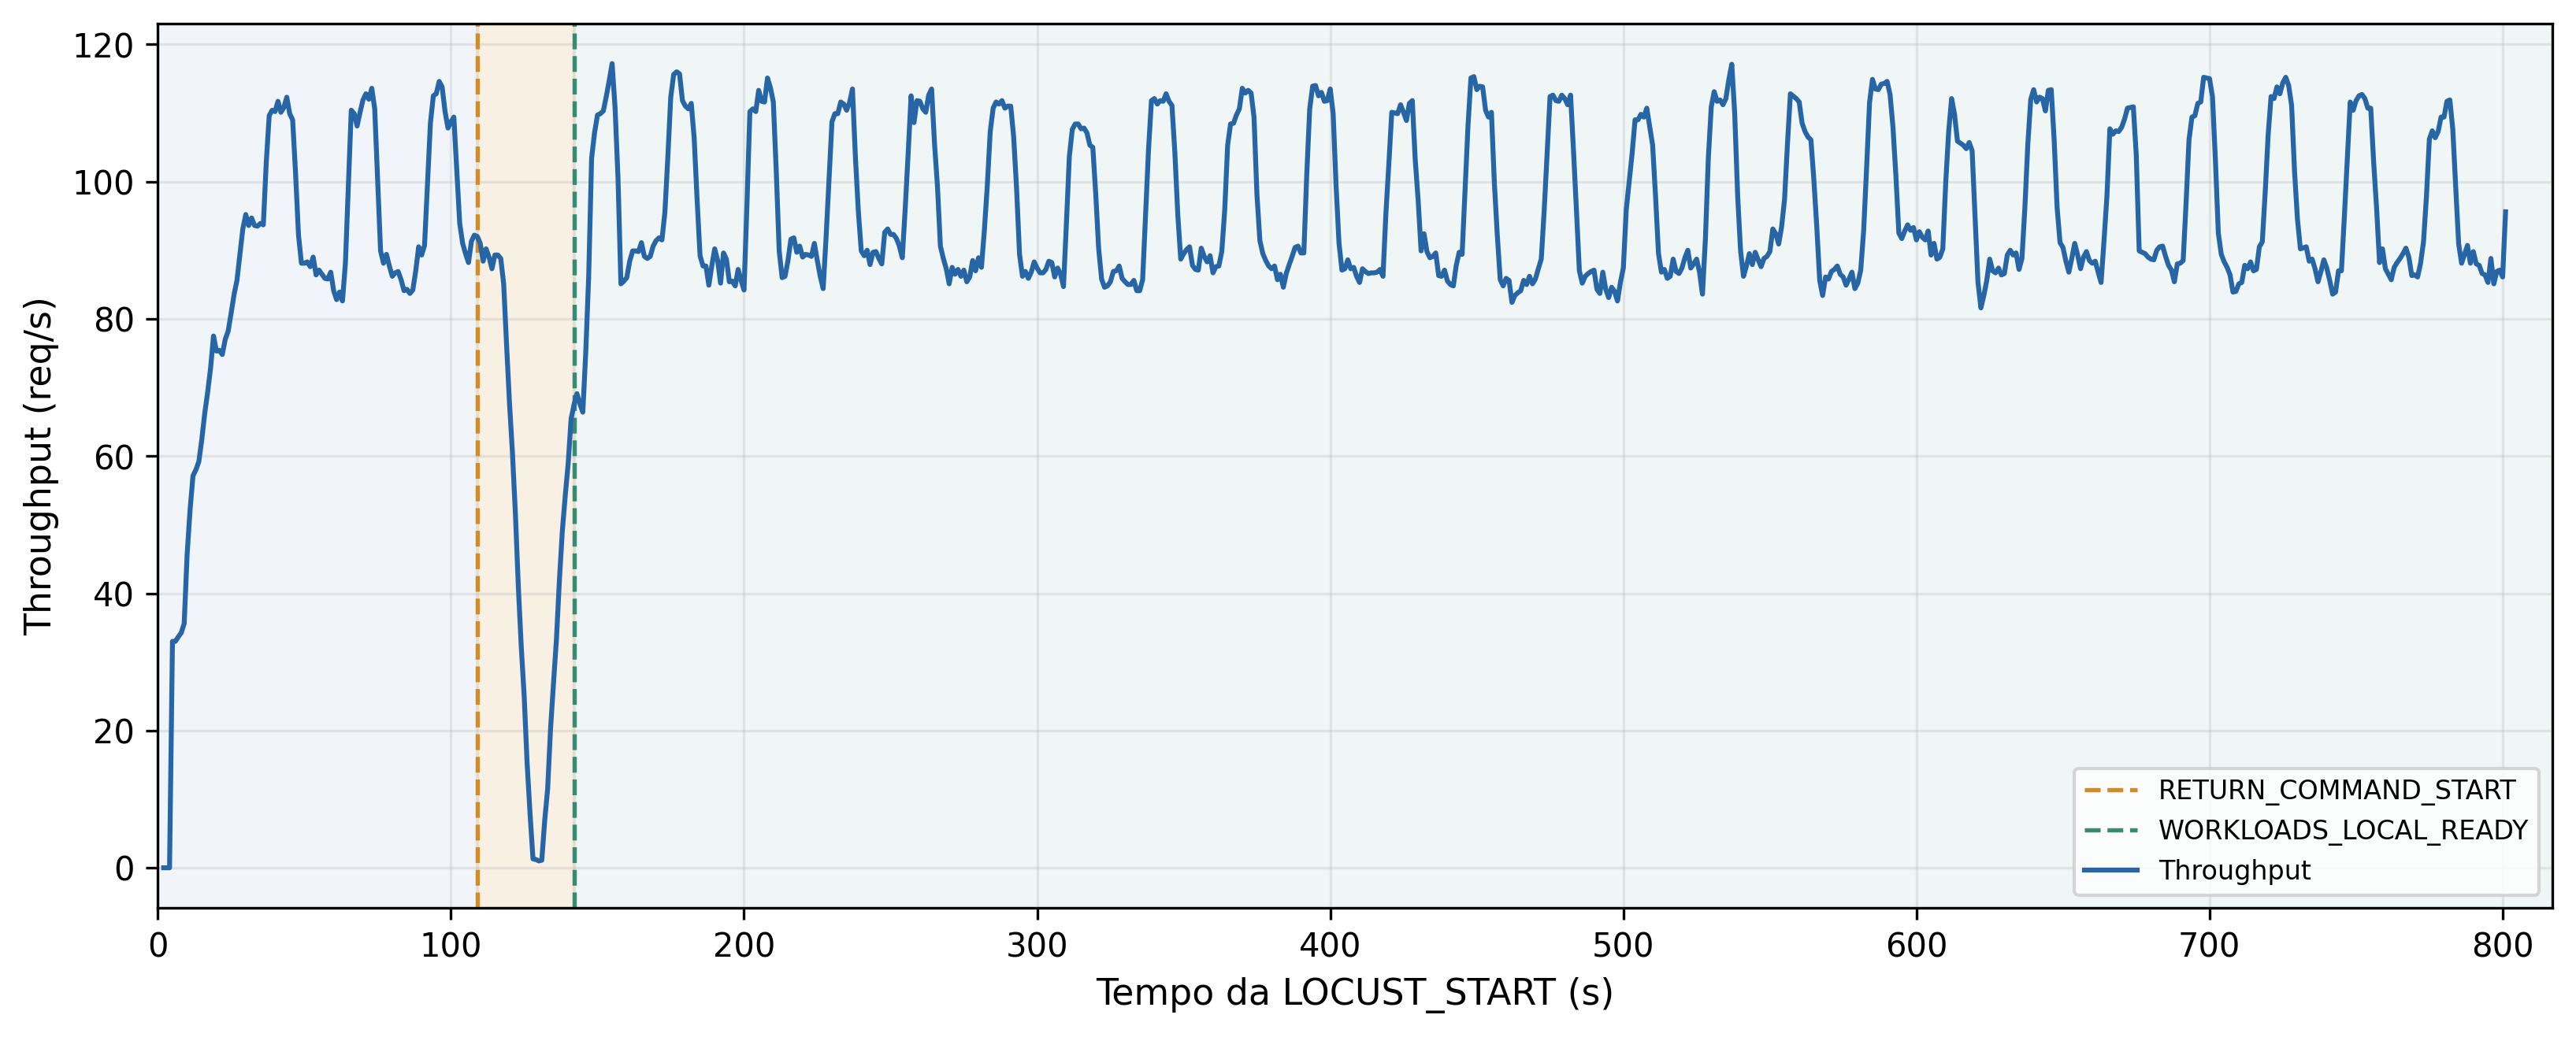 Throughput (req/s)
120
100
80
60
40
20
0
0 100 200 300 400 500 600 700 800
Tempo da LOCUST_START (s)
RETURN_COMMAND_START
WORKLOADS_LOCAL_READY
Throughput